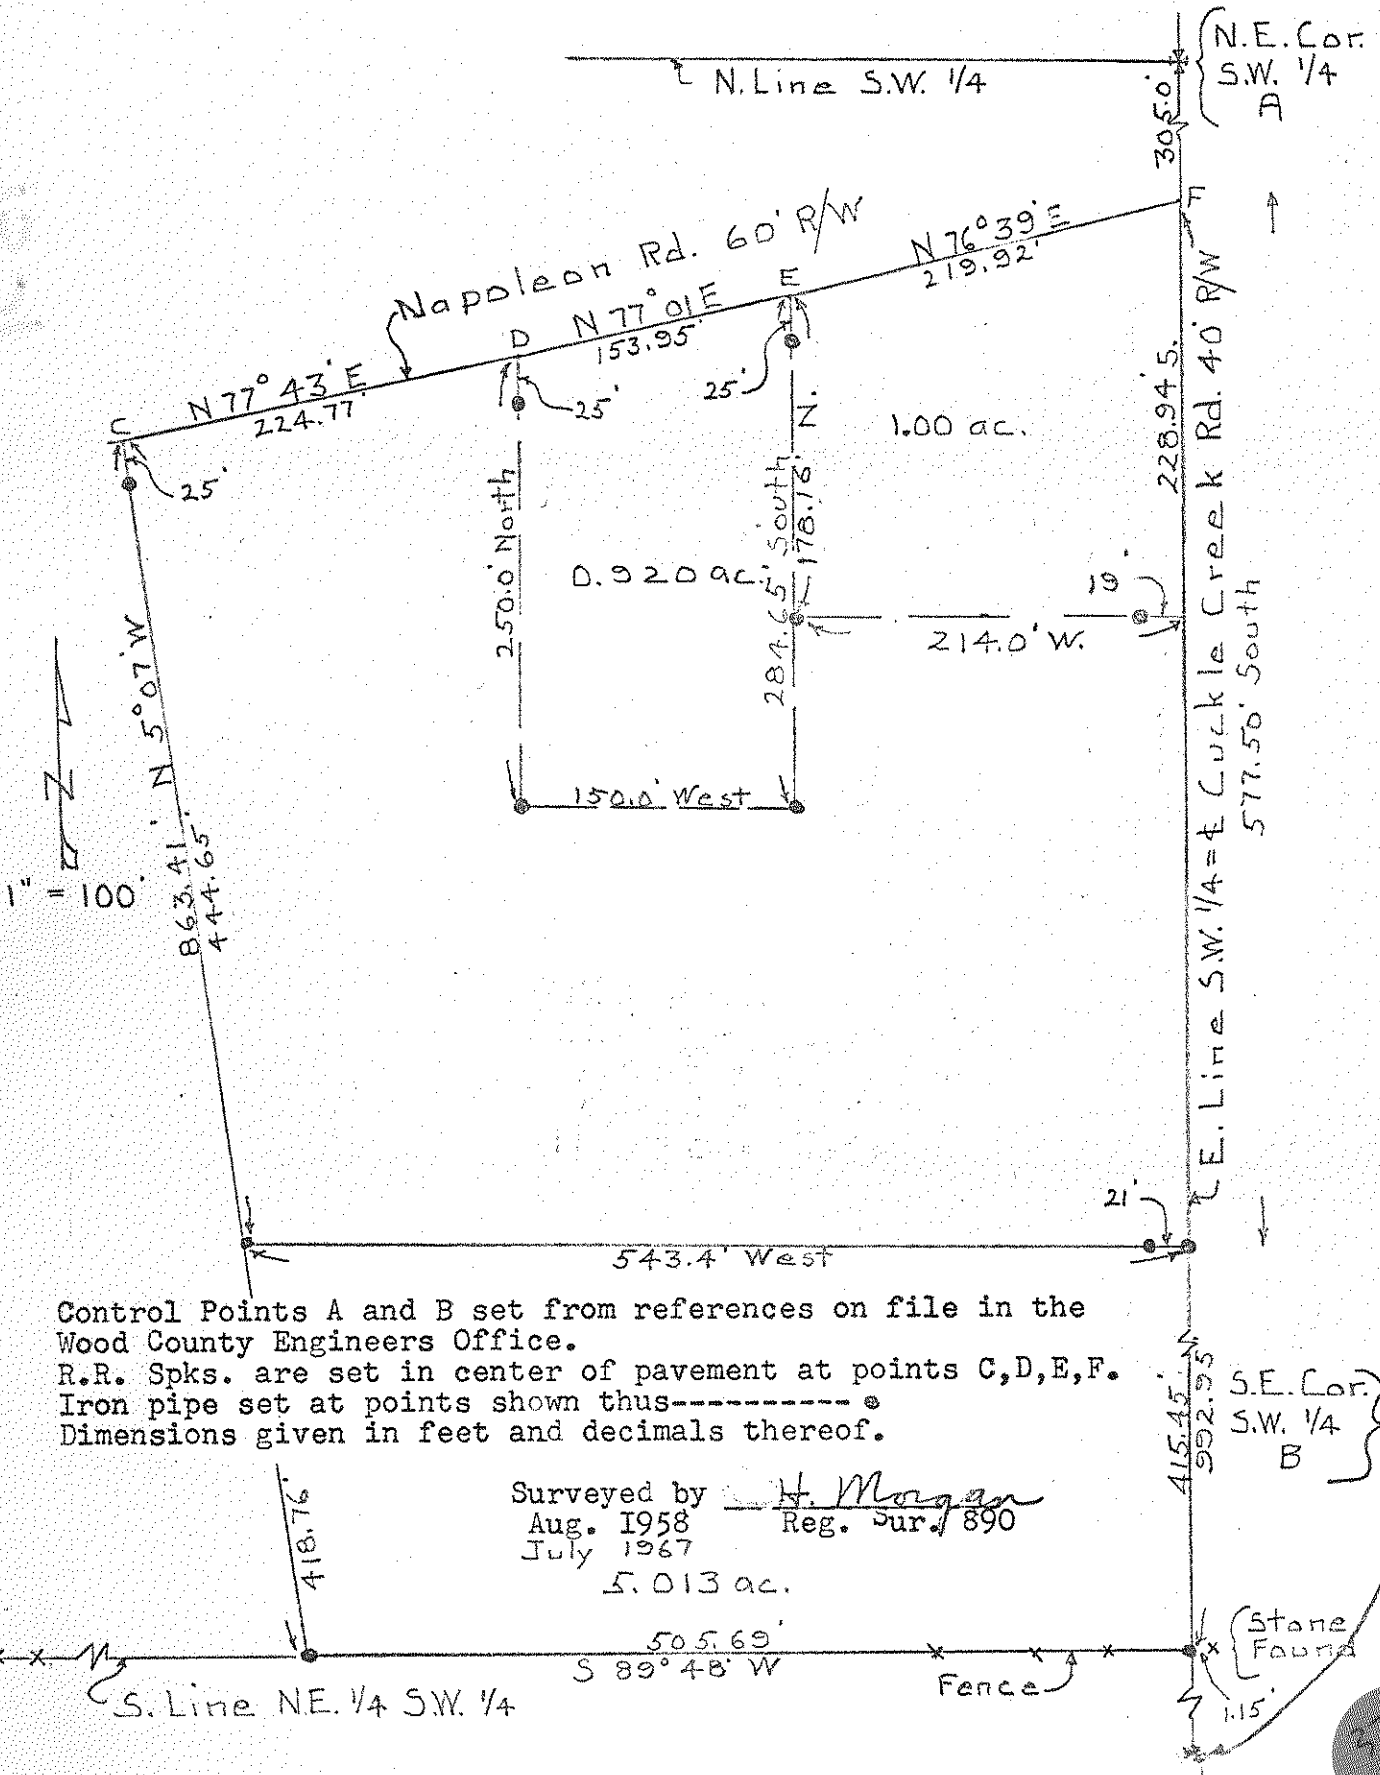 N.E. Cor.
S.W. 1/4
A
N. Line S.W. 1/4
305.0'
F
Napoleon Rd. 60' R/W
N 76° 39' E
219.92'
E
N 77° 01 E
153.95'
D
N 77° 43' E
224.77'
C
25'
25'
25'
N.
178.16'
1.00 ac.
228.94' S.
250.0' North
284.65 South
0.920 ac.
19'
214.0' W.
E. Line S.W. 1/4 = ℄ Cuckle Creek Rd. 40' R/W
577.50' South
N 5° 07' W
863.41'
444.65'
N
1" = 100'
150.0' West
21'
543.4' West
Control Points A and B set from references on file in the
Wood County Engineers Office.
R.R. Spks. are set in center of pavement at points C,D,E,F.
Iron pipe set at points shown thus----------
Dimensions given in feet and decimals thereof.
415.45'
992.95
S.E. Cor.
S.W. 1/4
B
418.76'
Surveyed by H. Morgan
Aug. 1958 Reg. Sur. 890
July 1967
5.013 ac.
505.69'
S 89° 48' W
Fence
Stone
Found
1.15'
S. Line N.E. 1/4 S.W. 1/4